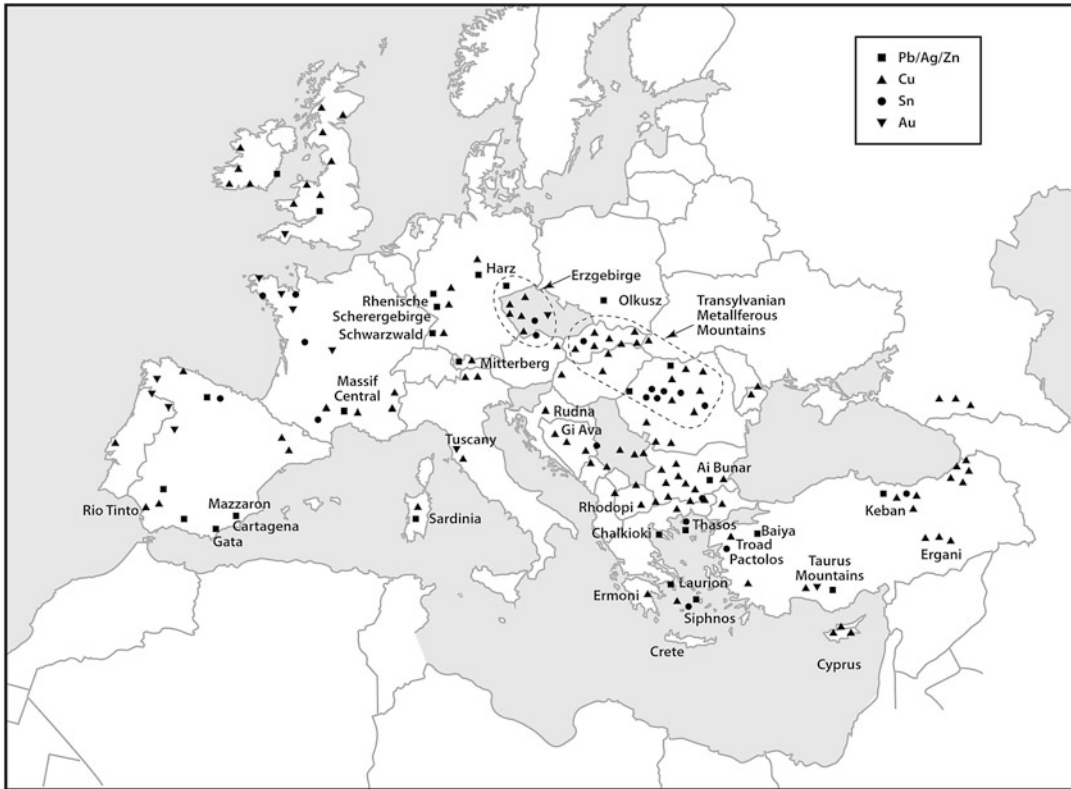 Pb/Ag/Zn
Cu
Sn
Au
Harz
Erzgebirge
Olkusz
Rhenische
Scherergebirge
Schwarzwald
Transylvanian
Metallferous
Mountains
Mitterberg
Massif
Central
Rudna
Gi Ava
Tuscany
Ai Bunar
Rio Tinto
Mazzaron
Cartagena
Gata
Sardinia
Rhodopi
Keban
Chalkioki
Thasos
Baiya
Troad
Pactolos
Ergani
Taurus
Mountains
Laurion
Ermoni
Siphnos
Crete
Cyprus